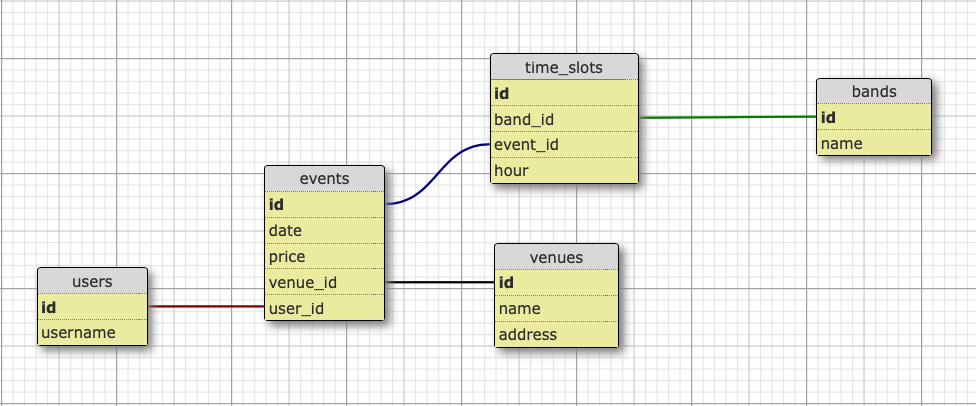 time_slots
id
band_id
event_id
hour
bands
id
name
events
id
date
price
venue_id
user_id
venues
id
name
address
users
id
username